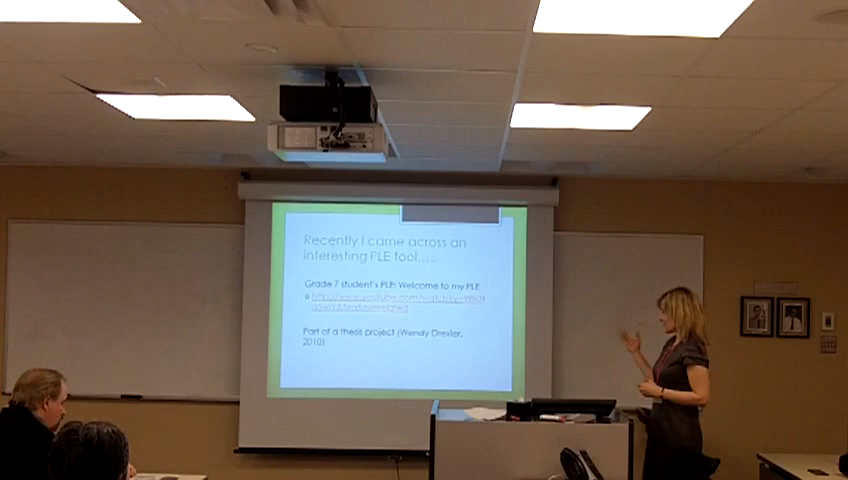 Recently I came across an
interesting PLE tool.....
Grade 7 student's PLE: Welcome to my PLE
Part of a thesis project (Wendy Drexler,
2010)